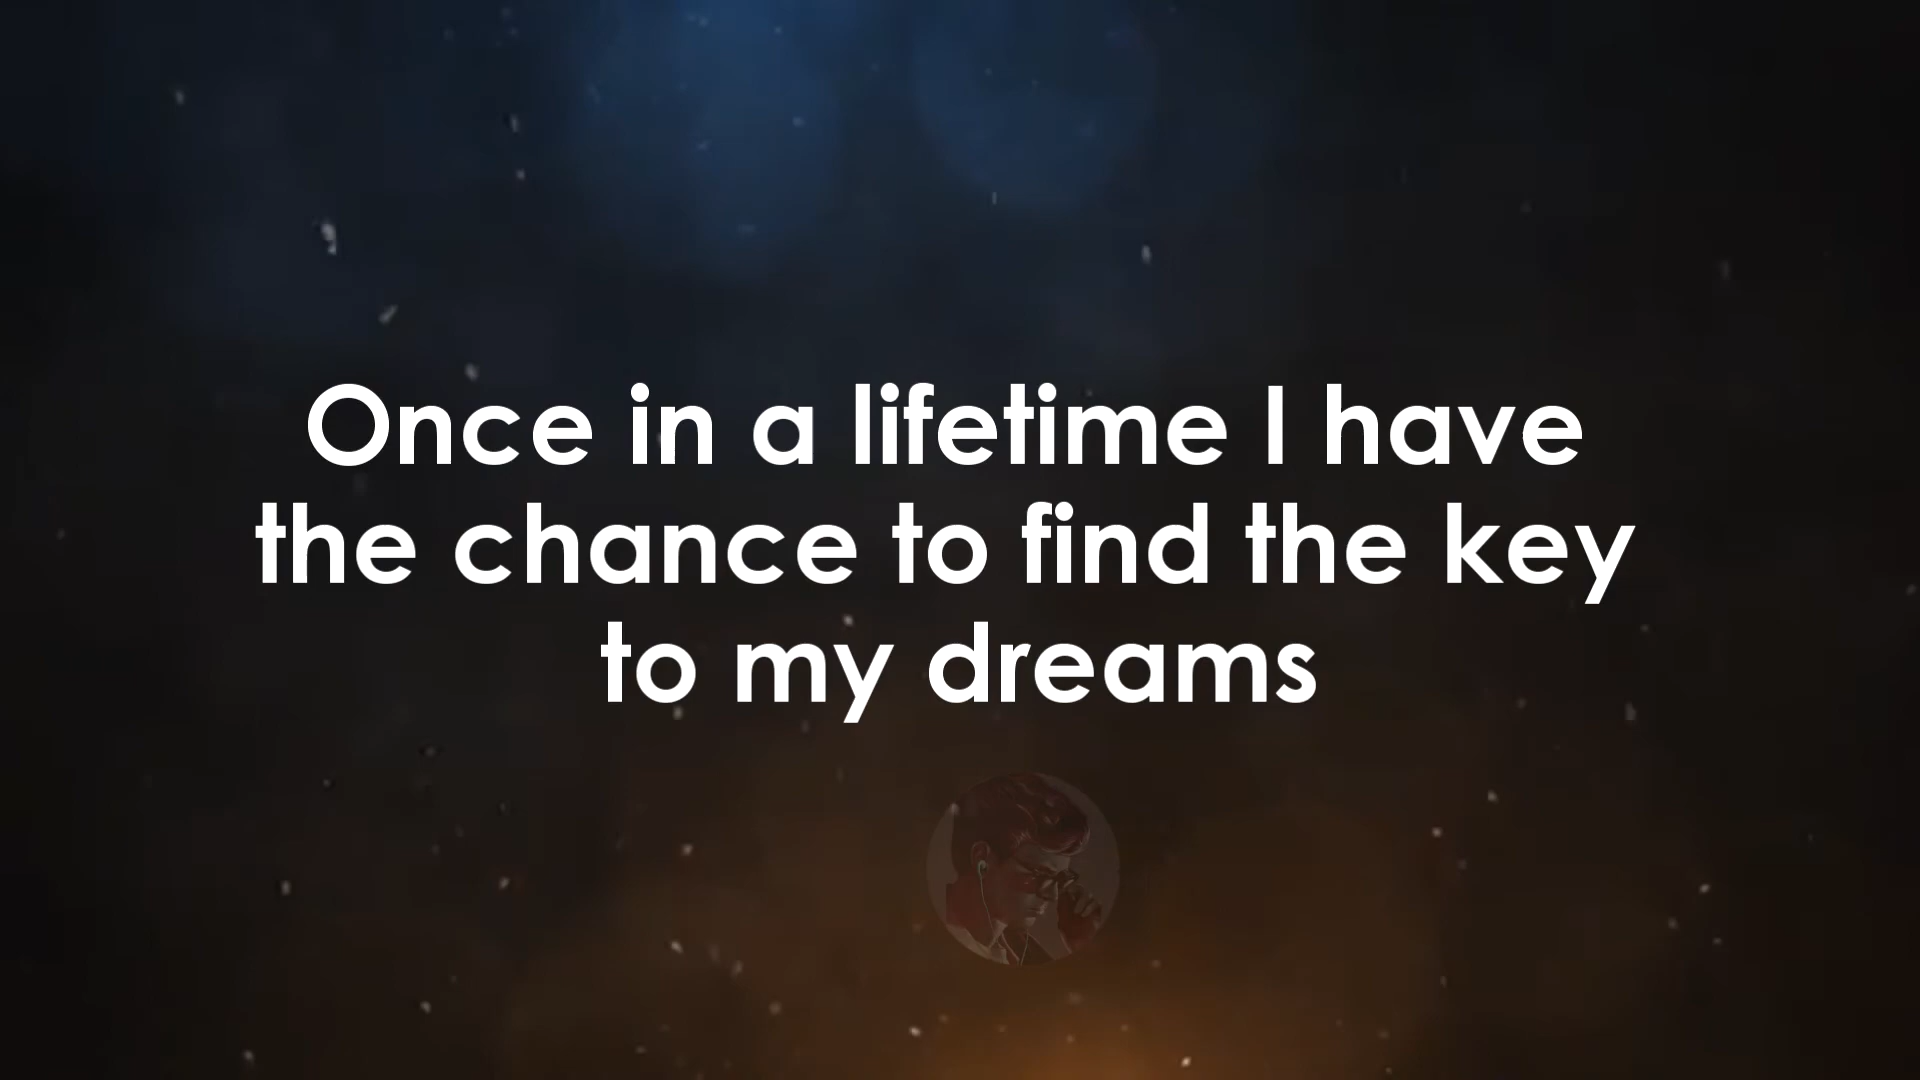 Once in a lifetime I have
the chance to find the key
to my dreams